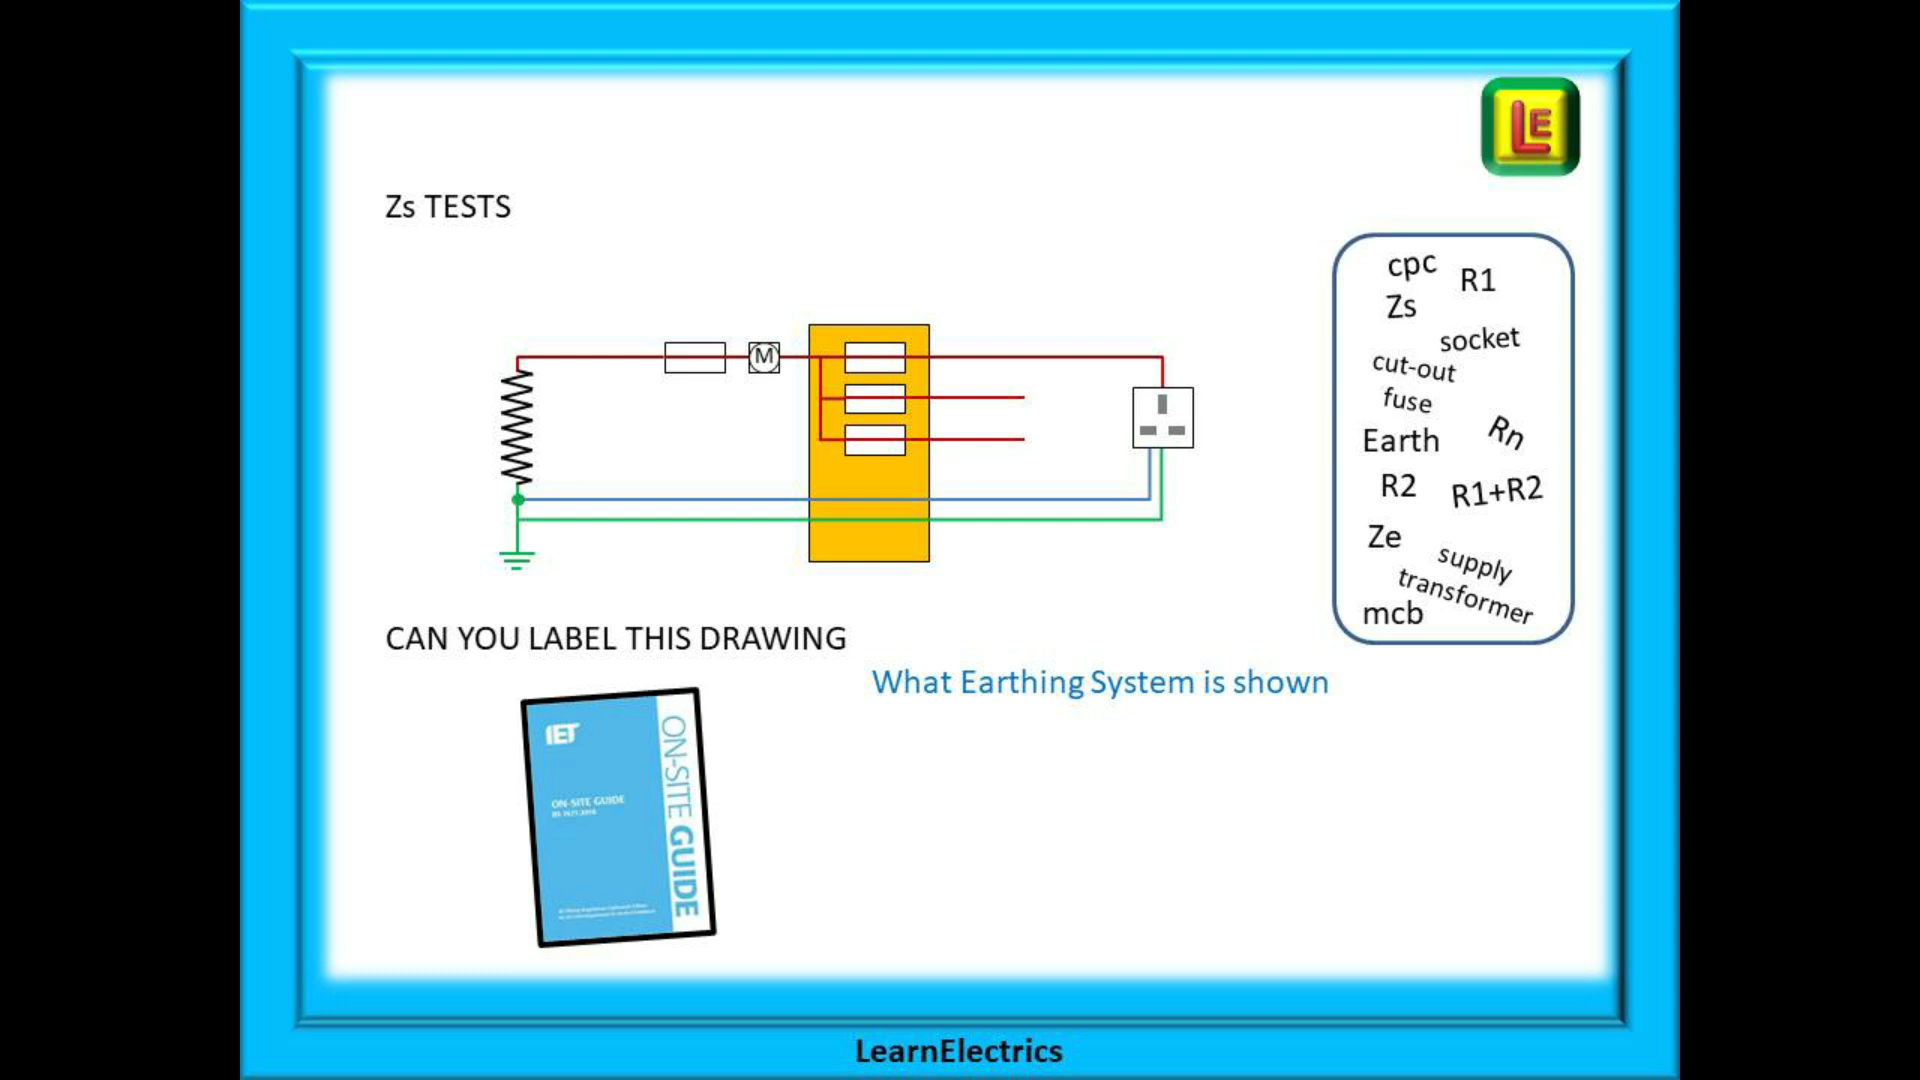 LE
Zs TESTS
M
cpc
R1
Zs
socket
cut-out
fuse
Earth
Rn
R2
R1+R2
Ze
supply
transformer
mcb
CAN YOU LABEL THIS DRAWING
What Earthing System is shown
IET
ON-SITE GUIDE
ON-SITE GUIDE
LearnElectrics